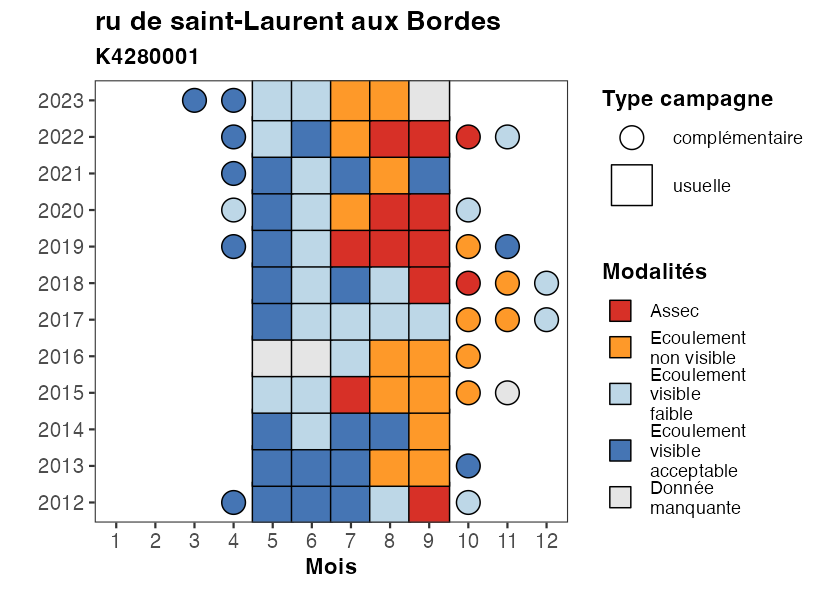 ru de saint-Laurent aux Bordes
K4280001
2023
2022
2021
2020
2019
2018
2017
2016
2015
2014
2013
2012
1 2 3 4 5 6 7 8 9 10 11 12
Mois
Type campagne
complémentaire
usuelle
Modalités
Assec
Ecoulement
non visible
Ecoulement
visible
faible
Ecoulement
visible
acceptable
Donnée
manquante